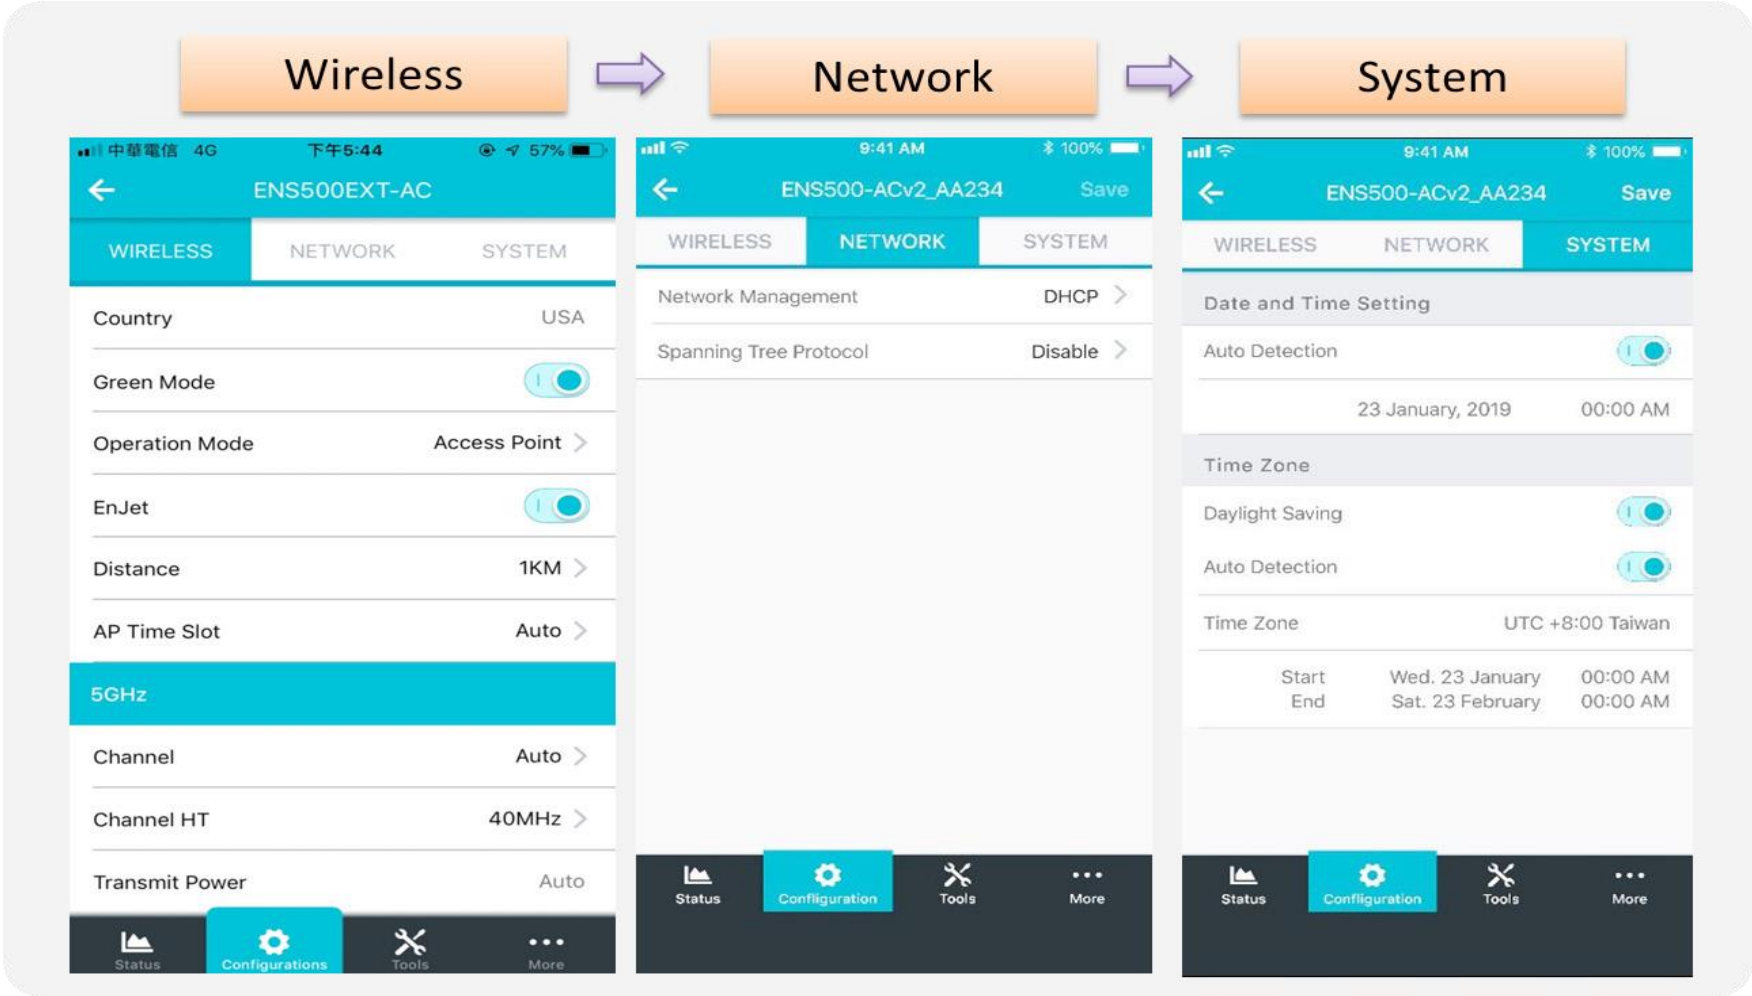 Wireless
Network
System
中華電信 4G 下午5:44 57%
ENS500EXT-AC
WIRELESS NETWORK SYSTEM
Country USA
Green Mode
Operation Mode Access Point
EnJet
Distance 1KM
AP Time Slot Auto
5GHz
Channel Auto
Channel HT 40MHz
Transmit Power Auto
Status Configurations Tools More
9:41 AM 100%
ENS500-ACv2_AA234 Save
WIRELESS NETWORK SYSTEM
Network Management DHCP
Spanning Tree Protocol Disable
Status Confliguration Tools More
9:41 AM 100%
ENS500-ACv2_AA234 Save
WIRELESS NETWORK SYSTEM
Date and Time Setting
Auto Detection
23 January, 2019 00:00 AM
Time Zone
Daylight Saving
Auto Detection
Time Zone UTC +8:00 Taiwan
Start Wed. 23 January 00:00 AM
End Sat. 23 February 00:00 AM
Status Confliguration Tools More